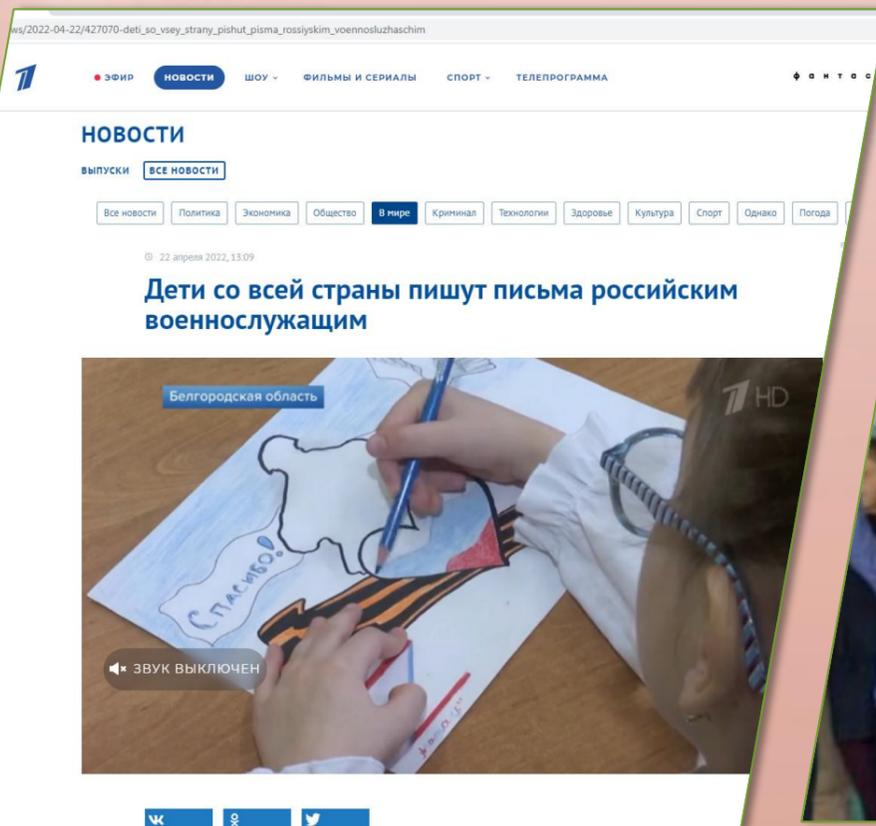 ws/2022-04-22/427070-deti_so_vsey_strany_pishut_pisma_rossiyskim_voennosluzhaschim
ЭФИР НОВОСТИ ШОУ ФИЛЬМЫ И СЕРИАЛЫ СПОРТ ТЕЛЕПРОГРАММА
НОВОСТИ
ВЫПУСКИ ВСЕ НОВОСТИ
Все новости Политика Экономика Общество В мире Криминал Технологии Здоровье Культура Спорт Однако Погода
22 апреля 2022, 13:09
Дети со всей страны пишут письма российским
военнослужащим
Белгородская область
HD
Спасибо!
ЗВУК ВЫКЛЮЧЕН